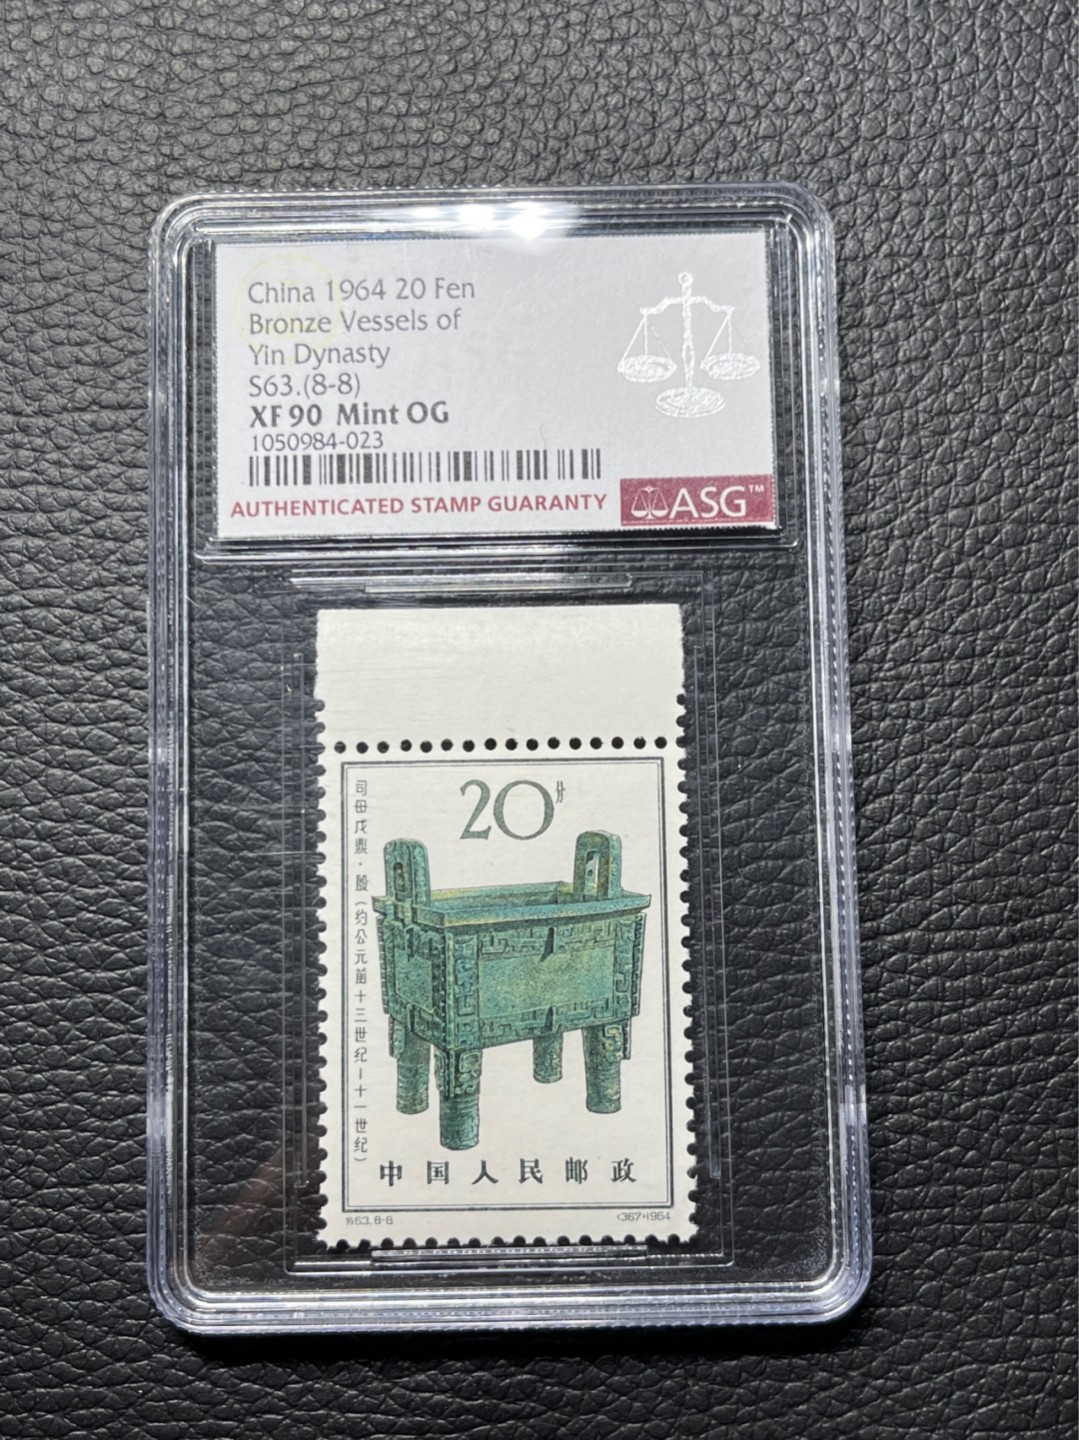 China 1964 20 Fen
Bronze Vessels of
Yin Dynasty
S63.(8-8)
XF 90 Mint OG
1050984-023
AUTHENTICATED STAMP GUARANTY
ASG™
20分
司母戊鼎·殷(约公元前十三世纪—十一世纪)
中国人民邮政
特63.8-8
(367)1964